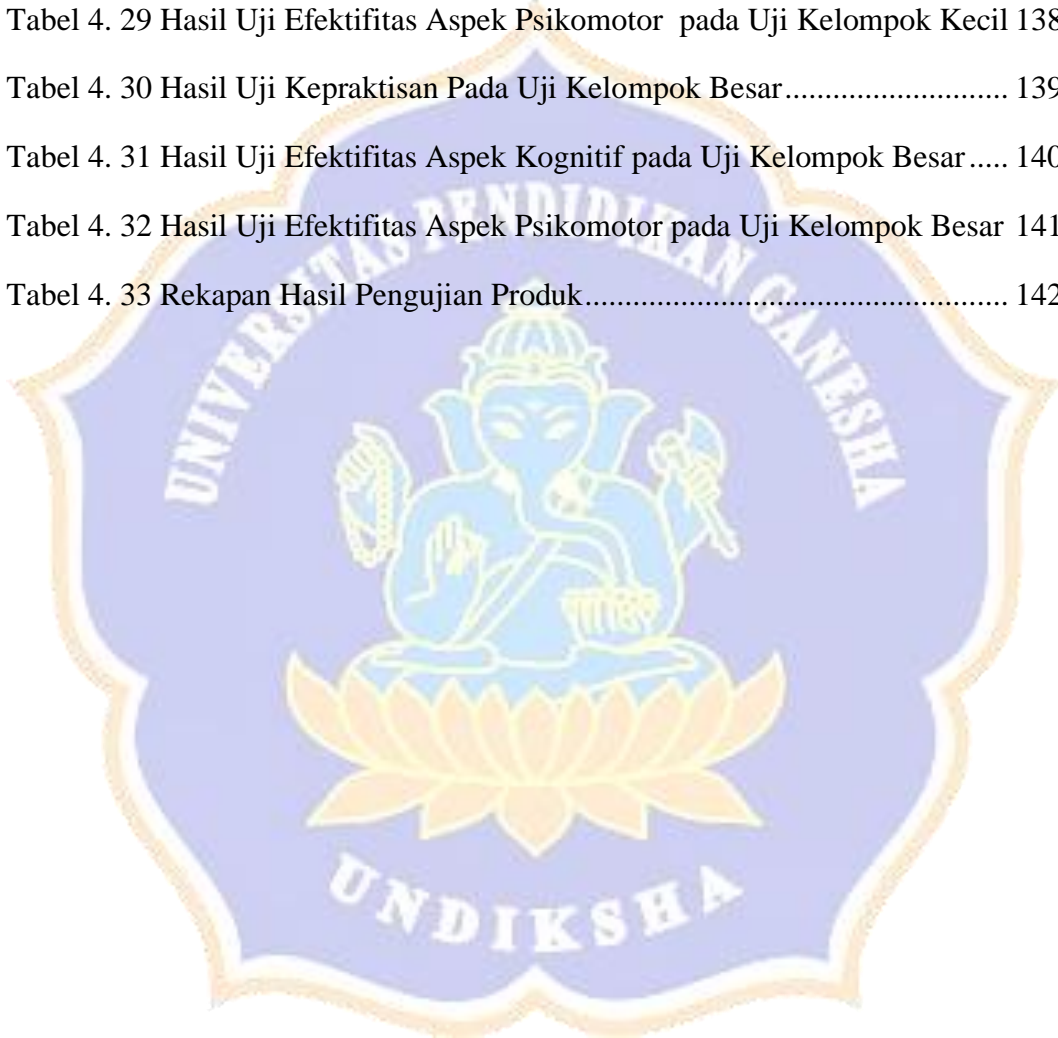 Tabel 4. 29 Hasil Uji Efektifitas Aspek Psikomotor  pada Uji Kelompok Kecil 138
Tabel 4. 30 Hasil Uji Kepraktisan Pada Uji Kelompok Besar.......................... 139
Tabel 4. 31 Hasil Uji Efektifitas Aspek Kognitif pada Uji Kelompok Besar..... 140
Tabel 4. 32 Hasil Uji Efektifitas Aspek Psikomotor pada Uji Kelompok Besar 141
Tabel 4. 33 Rekapan Hasil Pengujian Produk................................................. 142
UNIVERSITAS PENDIDIKAN GANESHA
UNDIKSHA